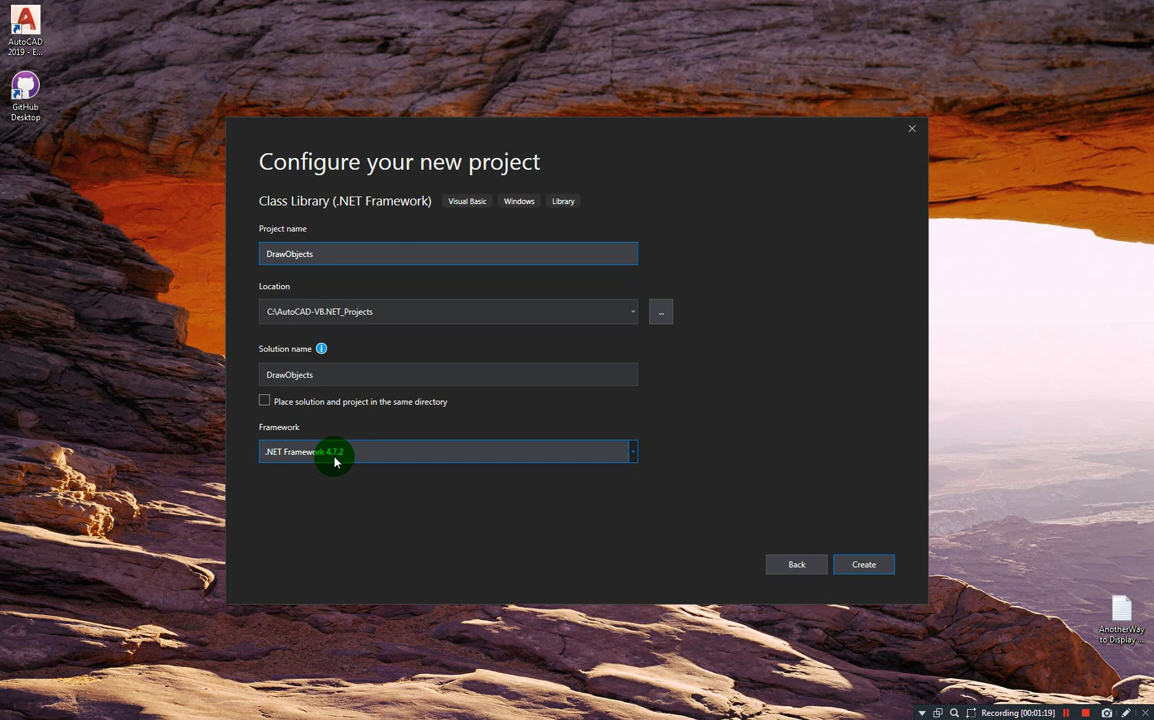 AutoCAD
2019 - E...
GitHub
Desktop
Configure your new project
Class Library (.NET Framework) Visual Basic Windows Library
Project name
DrawObjects
Location
C:\AutoCAD-VB.NET_Projects
...
Solution name i
DrawObjects
Place solution and project in the same directory
Framework
.NET Framework 4.7.2
Back Create
AnotherWay
to_Display_...
Recording [00:01:19]